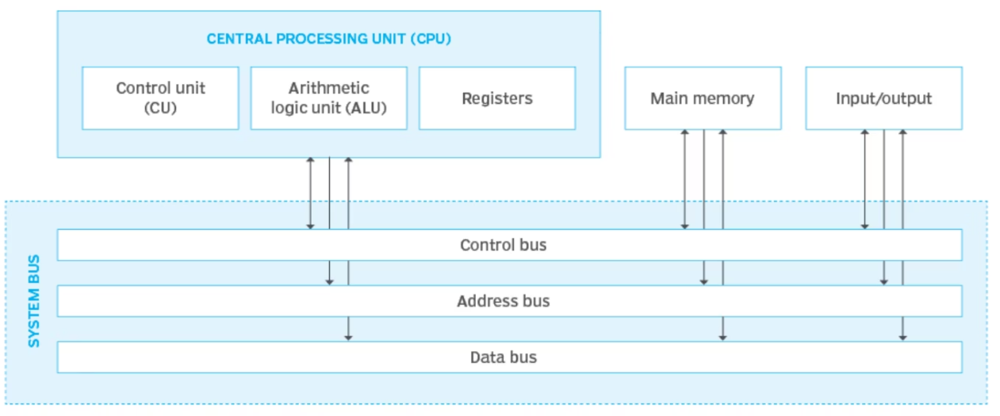 CENTRAL PROCESSING UNIT (CPU)
Control unit
(CU)
Arithmetic
logic unit (ALU)
Registers
Main memory
Input/output
SYSTEM BUS
Control bus
Address bus
Data bus